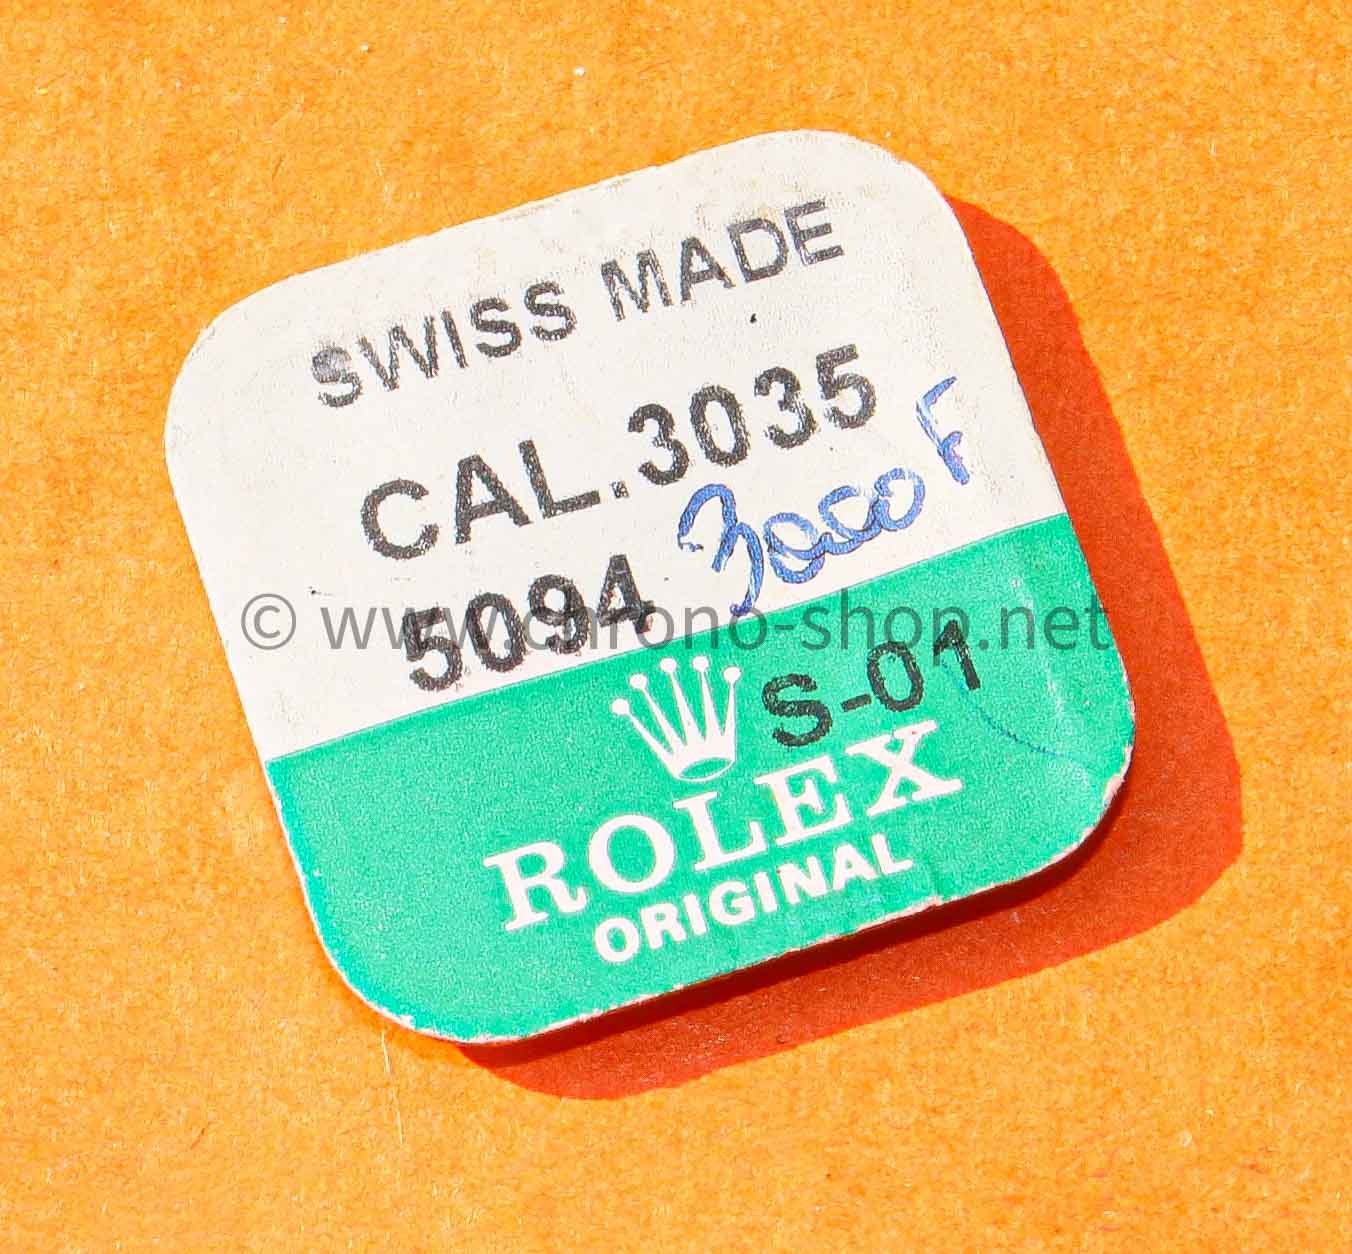 SWISS MADE
CAL.3035
3000 F
5094
© www.chrono-shop.net
S-01
ROLEX
ORIGINAL